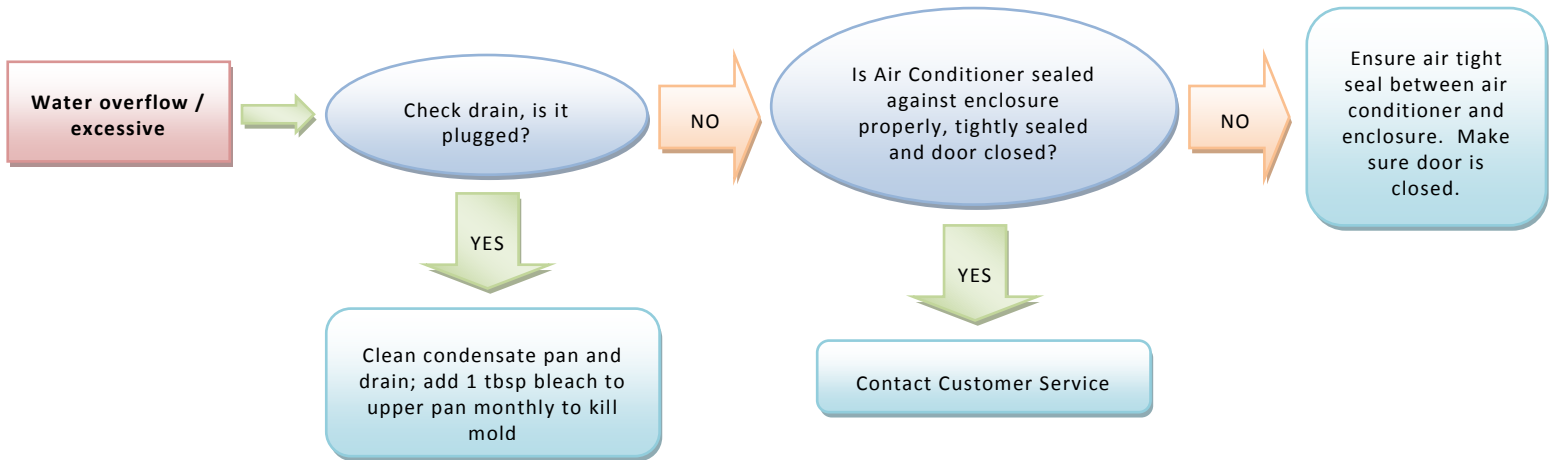 Water overflow /
excessive
Check drain, is it
plugged?
NO
Is Air Conditioner sealed
against enclosure
properly, tightly sealed
and door closed?
NO
Ensure air tight
seal between air
conditioner and
enclosure.  Make
sure door is
closed.
YES
Clean condensate pan and
drain; add 1 tbsp bleach to
upper pan monthly to kill
mold
YES
Contact Customer Service